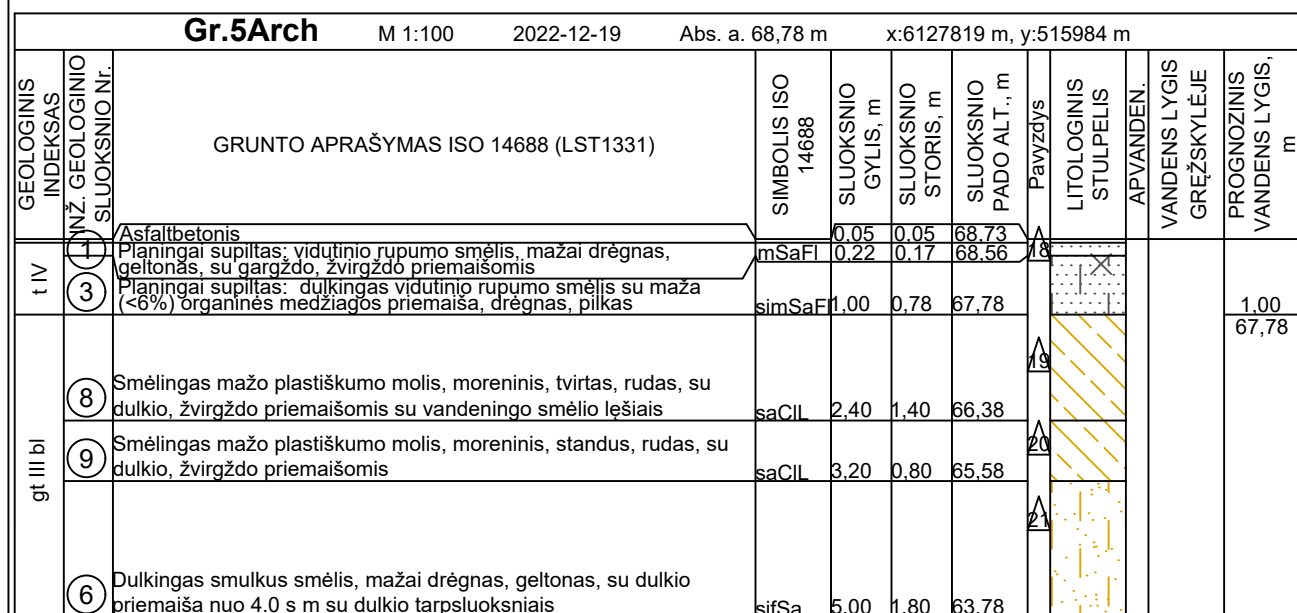 Gr.5Arch M 1:100 2022-12-19 Abs. a. 68,78 m x:6127819 m, y:515984 m
GEOLOGINIS
INDEKSAS
INŽ. GEOLOGINIO
SLUOKSNIO Nr.
GRUNTO APRAŠYMAS ISO 14688 (LST1331)
SIMBOLIS ISO
14688
SLUOKSNIO
GYLIS, m
SLUOKSNIO
STORIS, m
SLUOKSNIO
PADO ALT., m
Pavyzdys
LITOLOGINIS
STULPELIS
APVANDEN.
VANDENS LYGIS
GRĘŽSKYLĖJE
PROGNOZINIS
VANDENS LYGIS,
m
Asfaltbetonis 0,05 0,05 68,73
t IV
1 Planingai supiltas: vidutinio rupumo smėlis, mažai drėgnas,
geltonas, su gargždo, žvirgždo priemaišomis mSaFl 0,22 0,17 68,56 18
3 Planingai supiltas: dulkingas vidutinio rupumo smėlis su maža
(<6%) organinės medžiagos priemaiša, drėgnas, pilkas simSaFl 1,00 0,78 67,78 1,00
67,78
gt III bl
19
8 Smėlingas mažo plastiškumo molis, moreninis, tvirtas, rudas, su
dulkio, žvirgždo priemaišomis su vandeningo smėlio lęšiais saClL 2,40 1,40 66,38
20
9 Smėlingas mažo plastiškumo molis, moreninis, standus, rudas, su
dulkio, žvirgždo priemaišomis saClL 3,20 0,80 65,58
21
6 Dulkingas smulkus smėlis, mažai drėgnas, geltonas, su dulkio
priemaiša nuo 4.0 s m su dulkio tarpsluoksniais sifSa 5,00 1,80 63,78